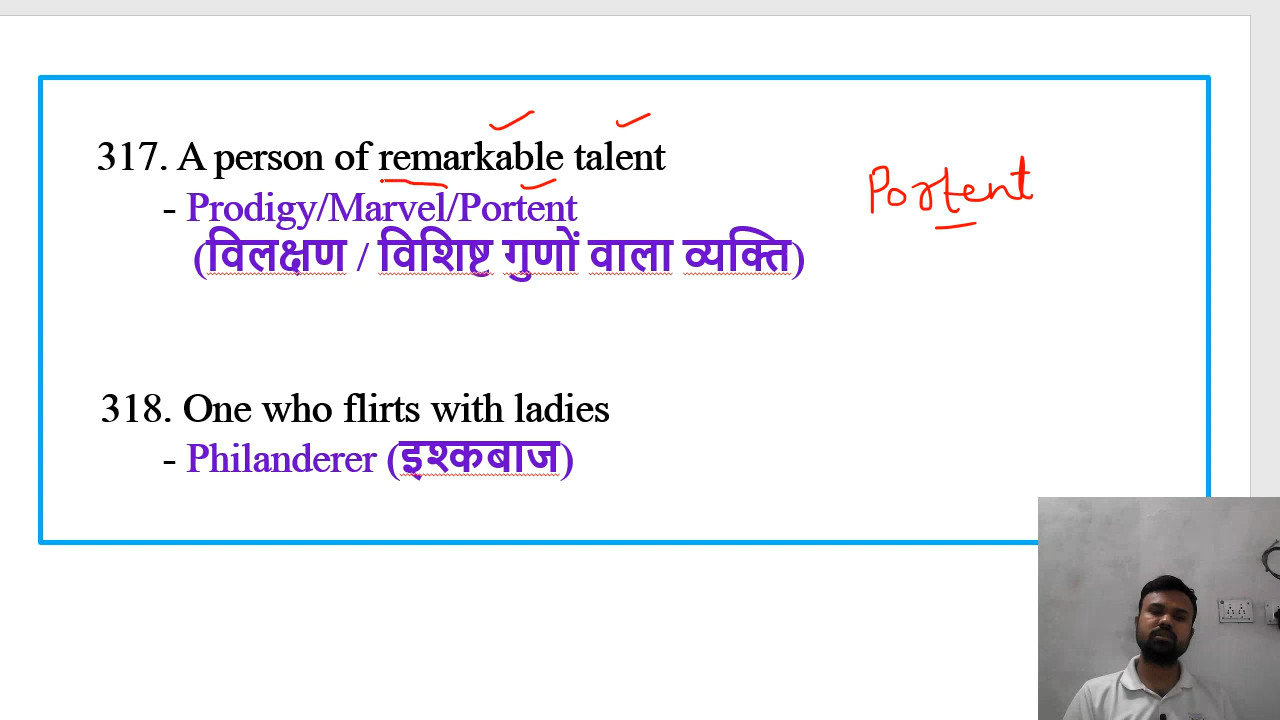 317. A person of remarkable talent
- Prodigy/Marvel/Portent
Portent
(विलक्षण / विशिष्ट गुणों वाला व्यक्ति)
318. One who flirts with ladies
- Philanderer (इश्कबाज)